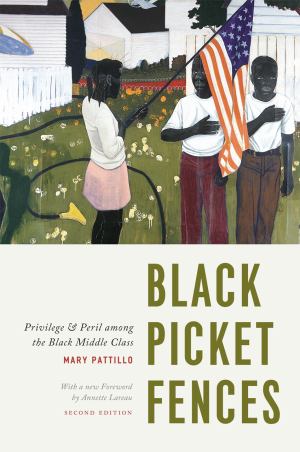 BLACK
PICKET
FENCES
Privilege & Peril among
the Black Middle Class
MARY PATTILLO
With a new Foreword
by Annette Lareau
SECOND EDITION